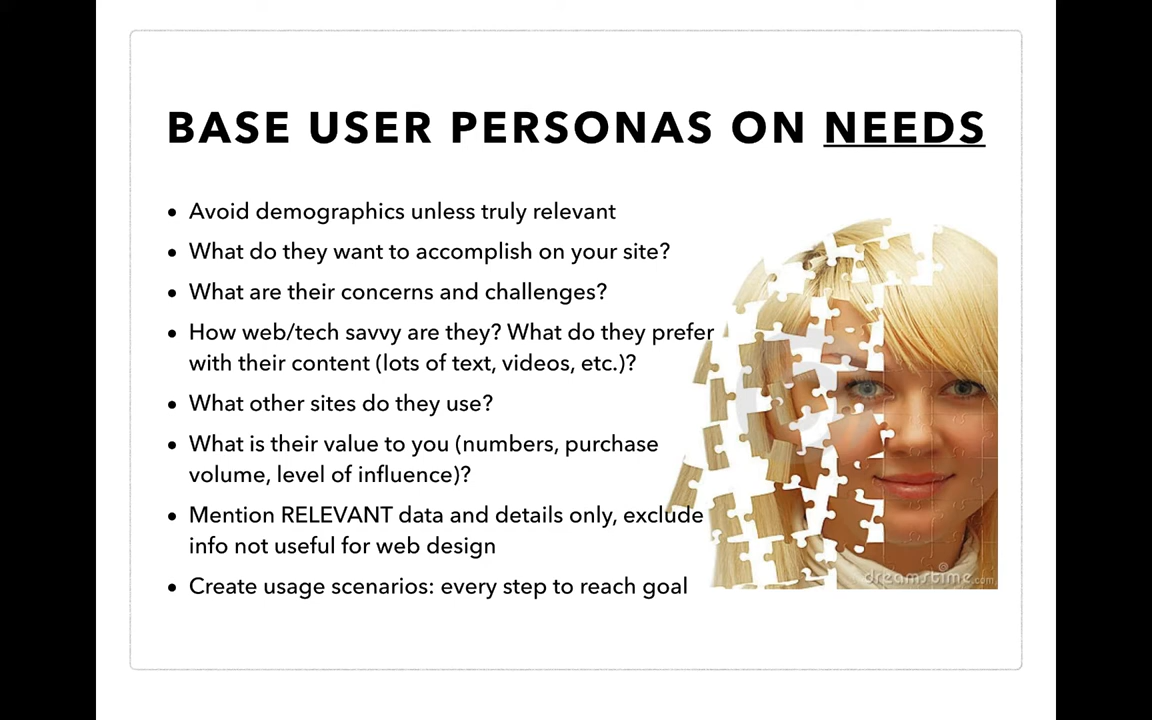 BASE USER PERSONAS ON NEEDS
• Avoid demographics unless truly relevant
• What do they want to accomplish on your site?
• What are their concerns and challenges?
• How web/tech savvy are they? What do they prefer
with their content (lots of text, videos, etc.)?
• What other sites do they use?
• What is their value to you (numbers, purchase
volume, level of influence)?
• Mention RELEVANT data and details only, exclude
info not useful for web design
• Create usage scenarios: every step to reach goal
dreamstime.com